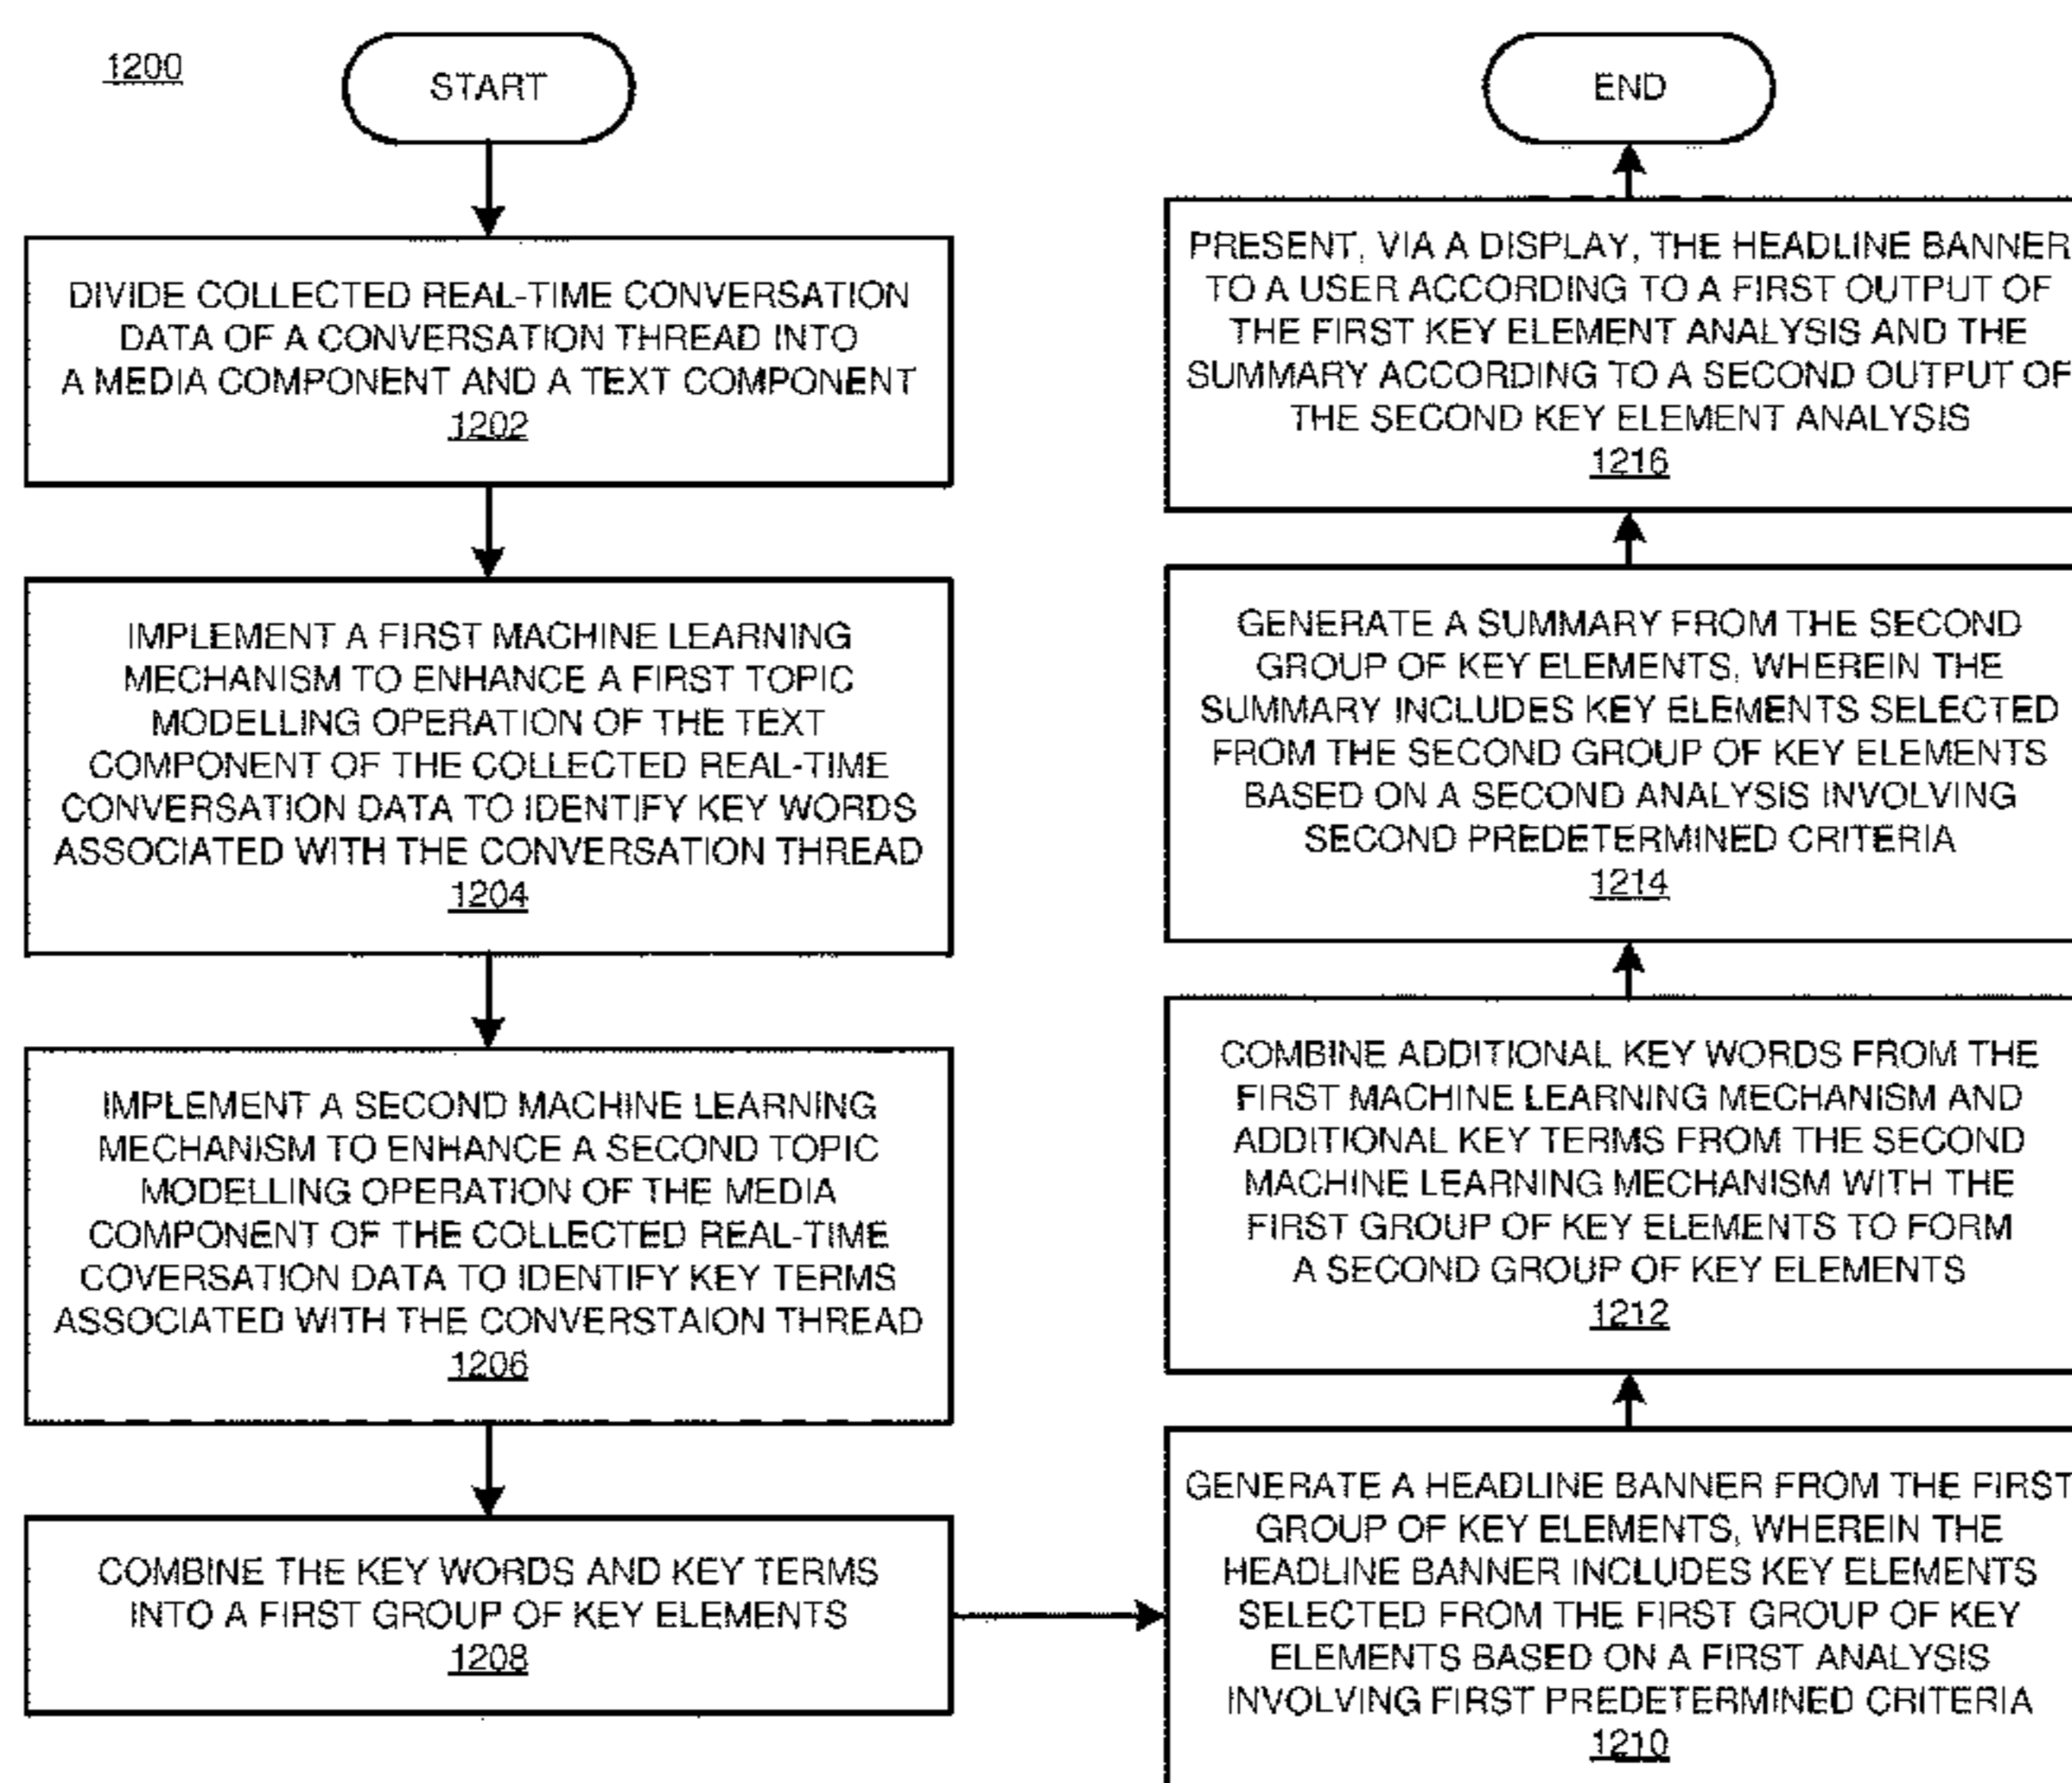 1200
START
DIVIDE COLLECTED REAL-TIME CONVERSATION
DATA OF A CONVERSATION THREAD INTO
A MEDIA COMPONENT AND A TEXT COMPONENT
1202
IMPLEMENT A FIRST MACHINE LEARNING
MECHANISM TO ENHANCE A FIRST TOPIC
MODELLING OPERATION OF THE TEXT
COMPONENT OF THE COLLECTED REAL-TIME
CONVERSATION DATA TO IDENTIFY KEY WORDS
ASSOCIATED WITH THE CONVERSATION THREAD
1204
IMPLEMENT A SECOND MACHINE LEARNING
MECHANISM TO ENHANCE A SECOND TOPIC
MODELLING OPERATION OF THE MEDIA
COMPONENT OF THE COLLECTED REAL-TIME
COVERSATION DATA TO IDENTIFY KEY TERMS
ASSOCIATED WITH THE CONVERSTAION THREAD
1206
COMBINE THE KEY WORDS AND KEY TERMS
INTO A FIRST GROUP OF KEY ELEMENTS
1208
GENERATE A HEADLINE BANNER FROM THE FIRST
GROUP OF KEY ELEMENTS, WHEREIN THE
HEADLINE BANNER INCLUDES KEY ELEMENTS
SELECTED FROM THE FIRST GROUP OF KEY
ELEMENTS BASED ON A FIRST ANALYSIS
INVOLVING FIRST PREDETERMINED CRITERIA
1210
COMBINE ADDITIONAL KEY WORDS FROM THE
FIRST MACHINE LEARNING MECHANISM AND
ADDITIONAL KEY TERMS FROM THE SECOND
MACHINE LEARNING MECHANISM WITH THE
FIRST GROUP OF KEY ELEMENTS TO FORM
A SECOND GROUP OF KEY ELEMENTS
1212
GENERATE A SUMMARY FROM THE SECOND
GROUP OF KEY ELEMENTS, WHEREIN THE
SUMMARY INCLUDES KEY ELEMENTS SELECTED
FROM THE SECOND GROUP OF KEY ELEMENTS
BASED ON A SECOND ANALYSIS INVOLVING
SECOND PREDETERMINED CRITERIA
1214
PRESENT, VIA A DISPLAY, THE HEADLINE BANNER
TO A USER ACCORDING TO A FIRST OUTPUT OF
THE FIRST KEY ELEMENT ANALYSIS AND THE
SUMMARY ACCORDING TO A SECOND OUTPUT OF
THE SECOND KEY ELEMENT ANALYSIS
1216
END